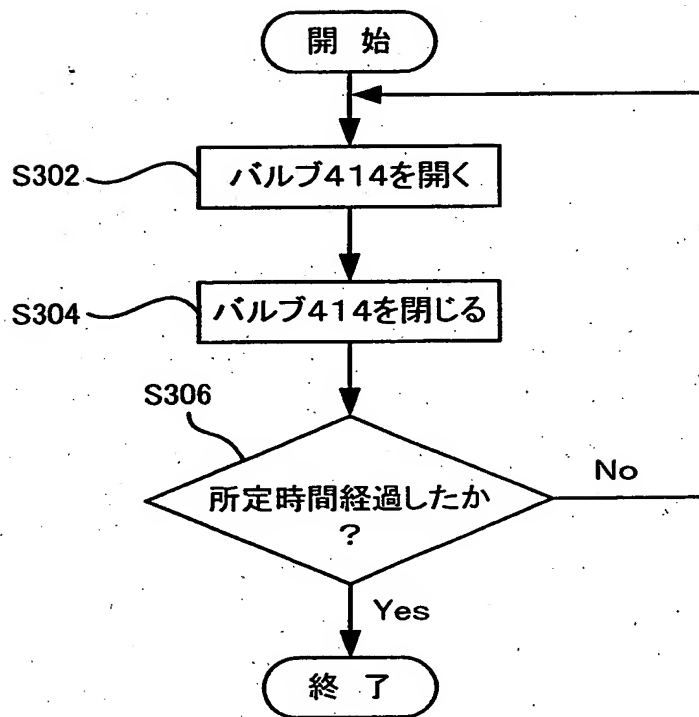 開 始
S302
バルブ414を開く
S304
バルブ414を閉じる
S306
所定時間経過したか
?
No
Yes
終 了